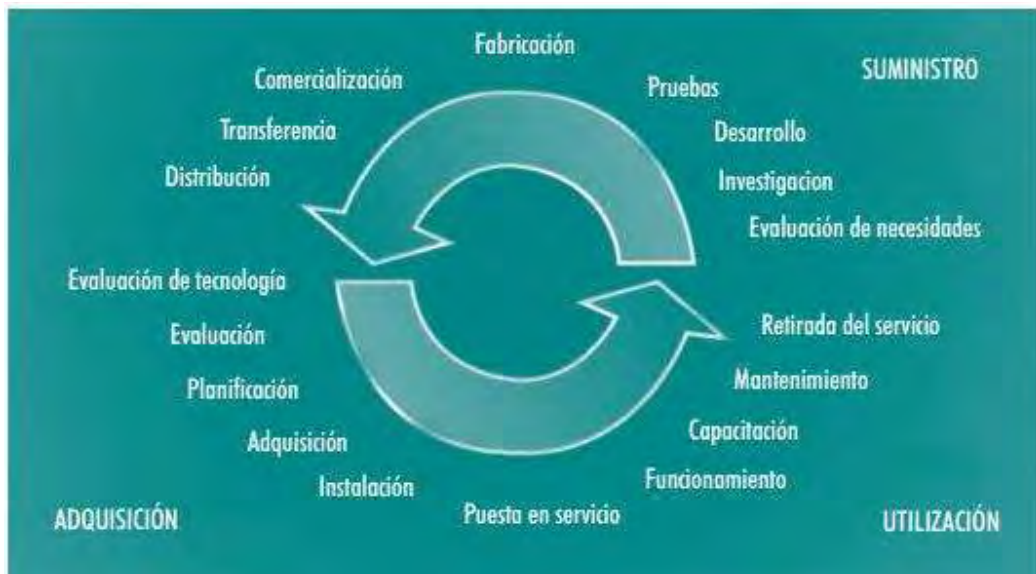 Fabricación
SUMINISTRO
Comercialización
Pruebas
Transferencia
Desarrollo
Distribución
Investigacion
Evaluación de necesidades
Evaluación de tecnología
Retirada del servicio
Evaluación
Mantenimiento
Planificación
Capacitación
Adquisición
Funcionamiento
Instalación
Puesta en servicio
ADQUISICIÓN
UTILIZACIÓN